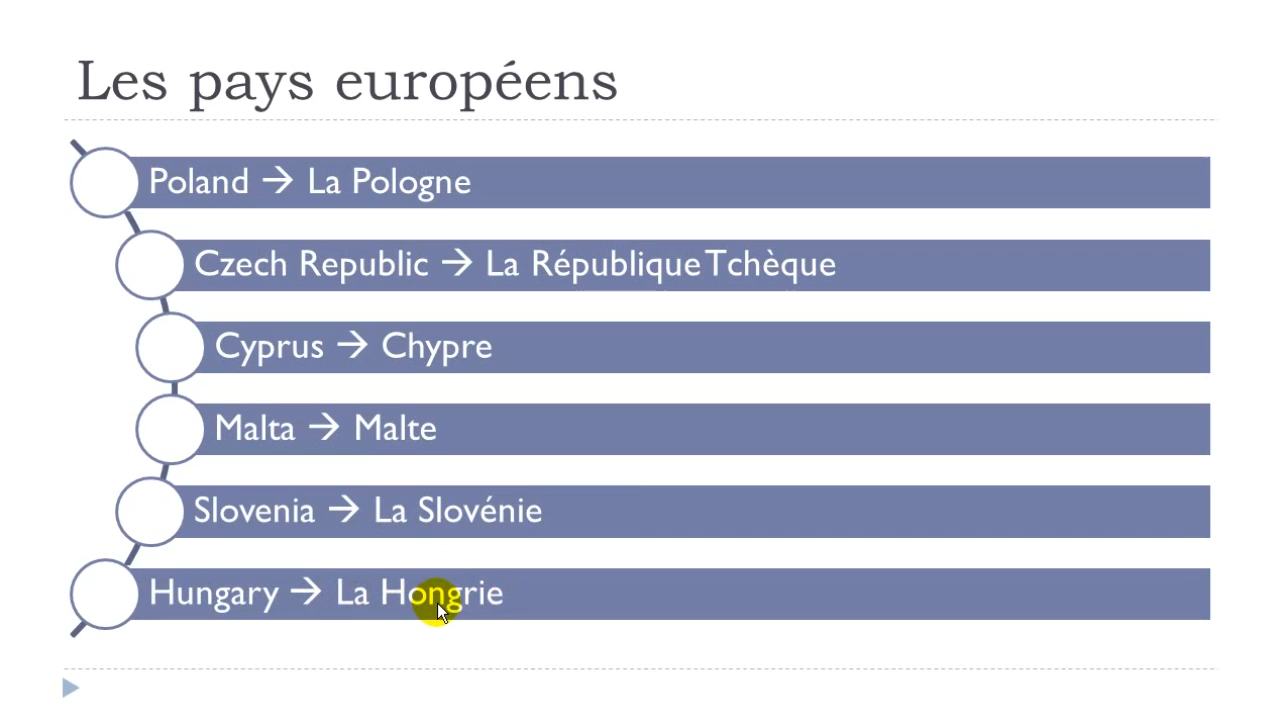 Les pays européens
Poland → La Pologne
Czech Republic → La République Tchèque
Cyprus → Chypre
Malta → Malte
Slovenia → La Slovénie
Hungary → La Hongrie